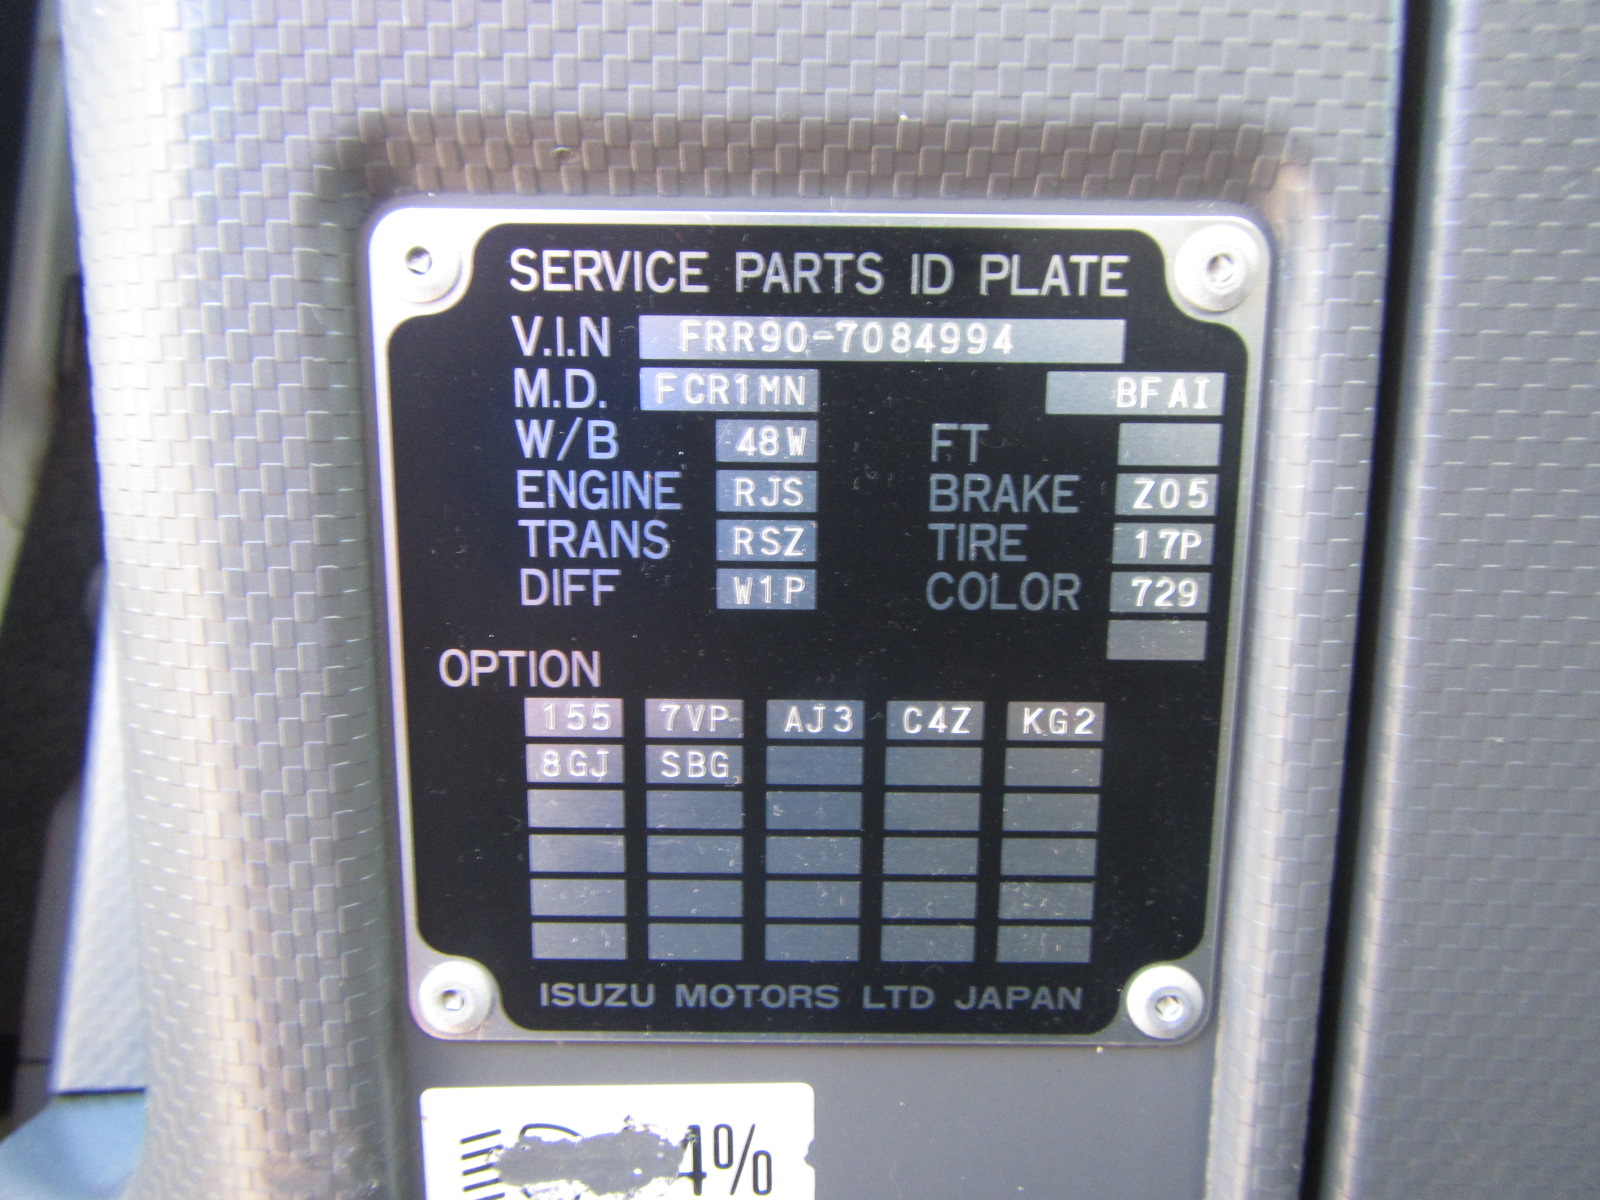 SERVICE PARTS ID PLATE
V.I.N FRR90-7084994
M.D. FCR1MN BFAI
W/B 48W FT
ENGINE RJS BRAKE Z05
TRANS RSZ TIRE 17P
DIFF W1P COLOR 729
OPTION
155 7VP AJ3 C4Z KG2
8GJ SBG
ISUZU MOTORS LTD JAPAN
4%